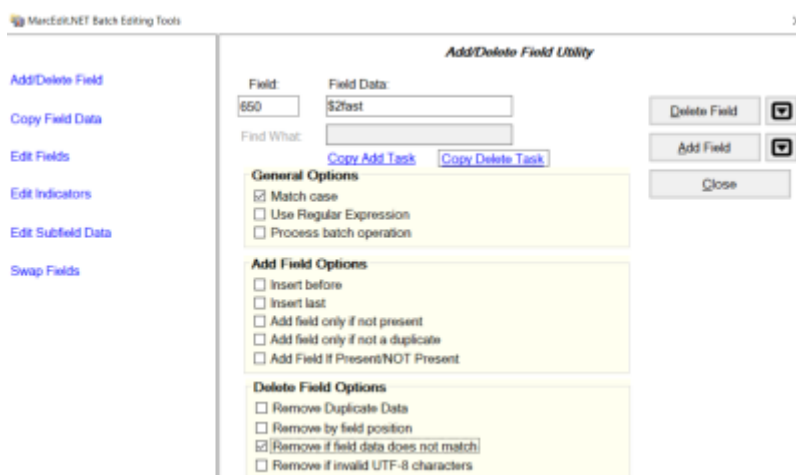 MarcEdit.NET Batch Editing Tools
Add/Delete Field
Copy Field Data
Edit Fields
Edit Indicators
Edit Subfield Data
Swap Fields
Add/Delete Field Utility
Field: Field Data:
650 $2fast
Find What:
Copy Add Task Copy Delete Task
Delete Field
Add Field
Close
General Options
Match case
Use Regular Expression
Process batch operation
Add Field Options
Insert before
Insert last
Add field only if not present
Add field only if not a duplicate
Add Field If Present/NOT Present
Delete Field Options
Remove Duplicate Data
Remove by field position
Remove if field data does not match
Remove if invalid UTF-8 characters